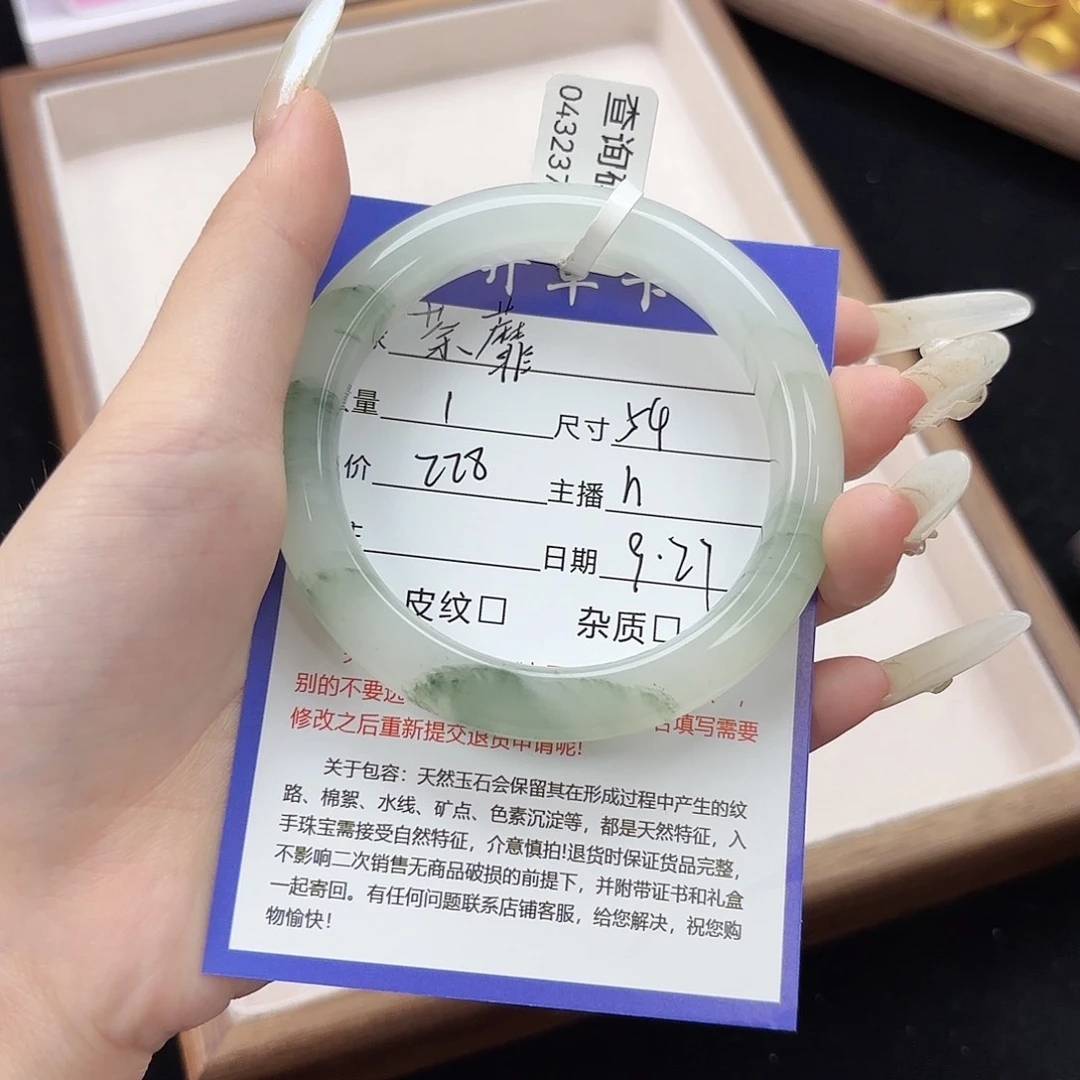 查询
043237
荼蘼
量 1 尺寸 54
价 228 主播 h
日期 9.27
皮纹□ 杂质□
别的不要
填写需要
修改之后重新提交退货申请呢!
关于包容：天然玉石会保留其在形成过程中产生的纹
路、棉絮、水线、矿点、色素沉淀等，都是天然特征，入
手珠宝需接受自然特征，介意慎拍!退货时保证货品完整，
不影响二次销售无商品破损的前提下，并附带证书和礼盒
一起寄回。有任何问题联系店铺客服，给您解决，祝您购
物愉快！